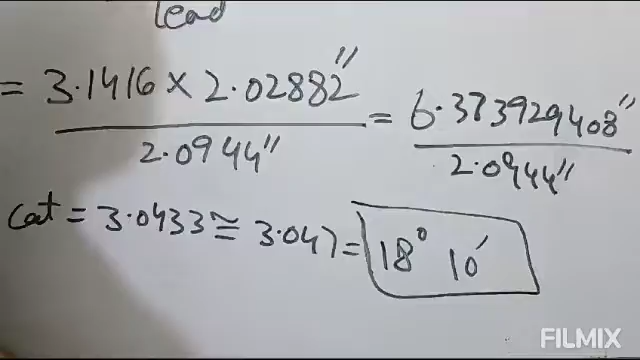 lead
= 3.1416 × 2.02882" / 2.0944" = 6.373929408" / 2.0944"
cot = 3.0433 ≅ 3.047 = 18° 10'
FILMIX